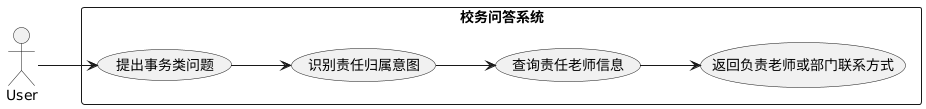 校务问答系统
提出事务类问题
识别责任归属意图
查询责任老师信息
返回负责老师或部门联系方式
User